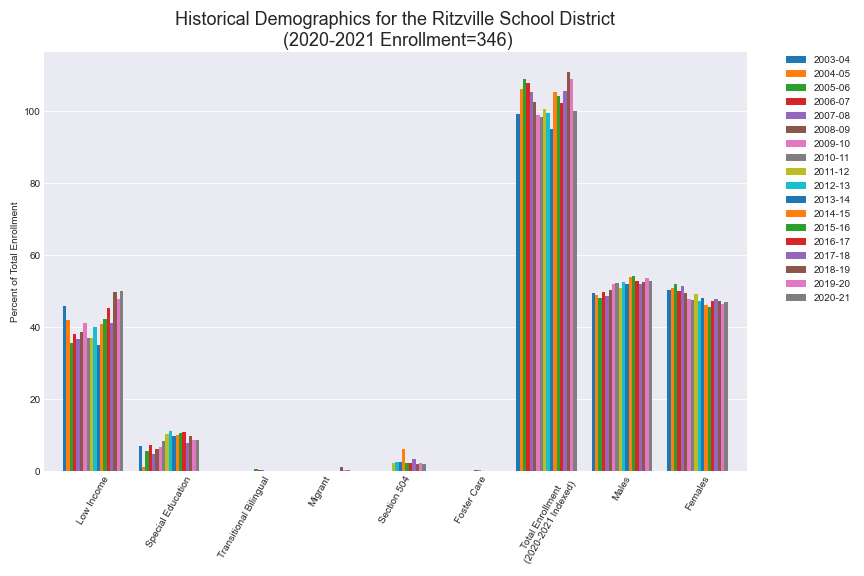 Historical Demographics for the Ritzville School District
(2020-2021 Enrollment=346)
Percent of Total Enrollment
100
80
60
40
20
0
Low Income
Special Education
Transitional Bilingual
Migrant
Section 504
Foster Care
Total Enrollment
(2020-2021 Indexed)
Males
Females
2003-04
2004-05
2005-06
2006-07
2007-08
2008-09
2009-10
2010-11
2011-12
2012-13
2013-14
2014-15
2015-16
2016-17
2017-18
2018-19
2019-20
2020-21